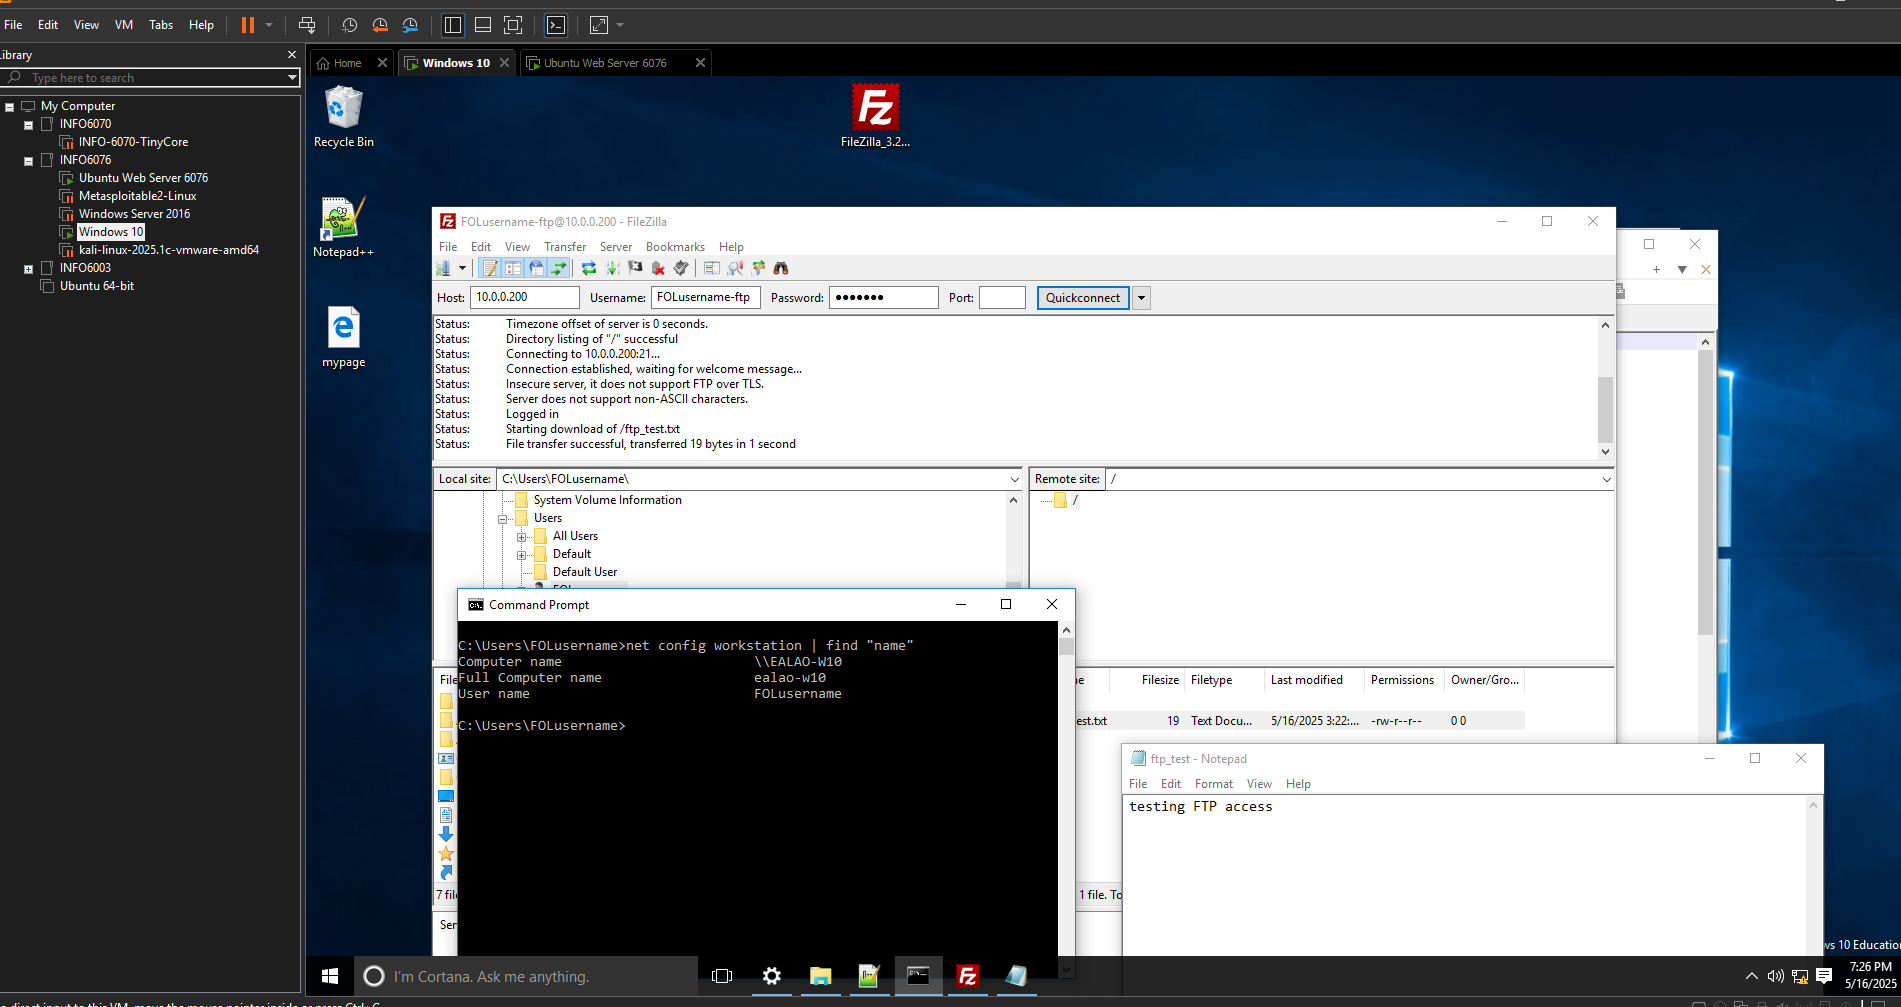 File Edit View VM Tabs Help
Library
Type here to search
My Computer
INFO6070
INFO-6070-TinyCore
INFO6076
Ubuntu Web Server 6076
Metasploitable2-Linux
Windows Server 2016
Windows 10
kali-linux-2025.1c-vmware-amd64
INFO6003
Ubuntu 64-bit
Home Windows 10 Ubuntu Web Server 6076
Recycle Bin
FileZilla_3.2...
Notepad++
mypage
FOLusername-ftp@10.0.0.200 - FileZilla
File Edit View Transfer Server Bookmarks Help
Host: 10.0.0.200 Username: FOLusername-ftp Password: ●●●●●●● Port: Quickconnect
Status: Timezone offset of server is 0 seconds.
Status: Directory listing of "/" successful
Status: Connecting to 10.0.0.200:21...
Status: Connection established, waiting for welcome message...
Status: Insecure server, it does not support FTP over TLS.
Status: Server does not support non-ASCII characters.
Status: Logged in
Status: Starting download of /ftp_test.txt
Status: File transfer successful, transferred 19 bytes in 1 second
Local site: C:\Users\FOLusername\
Remote site: /
System Volume Information
Users
All Users
Default
Default User
/
Command Prompt
C:\Users\FOLusername>net config workstation | find "name"
Computer name \\EALAO-W10
Full Computer name ealao-w10
User name FOLusername
C:\Users\FOLusername>
Filesize Filetype Last modified Permissions Owner/Gro...
est.txt 19 Text Docu... 5/16/2025 3:22:... -rw-r--r-- 0 0
7 fil
1 file. To
Ser
ftp_test - Notepad
File Edit Format View Help
testing FTP access
ws 10 Education
I'm Cortana. Ask me anything.
7:26 PM
5/16/2025